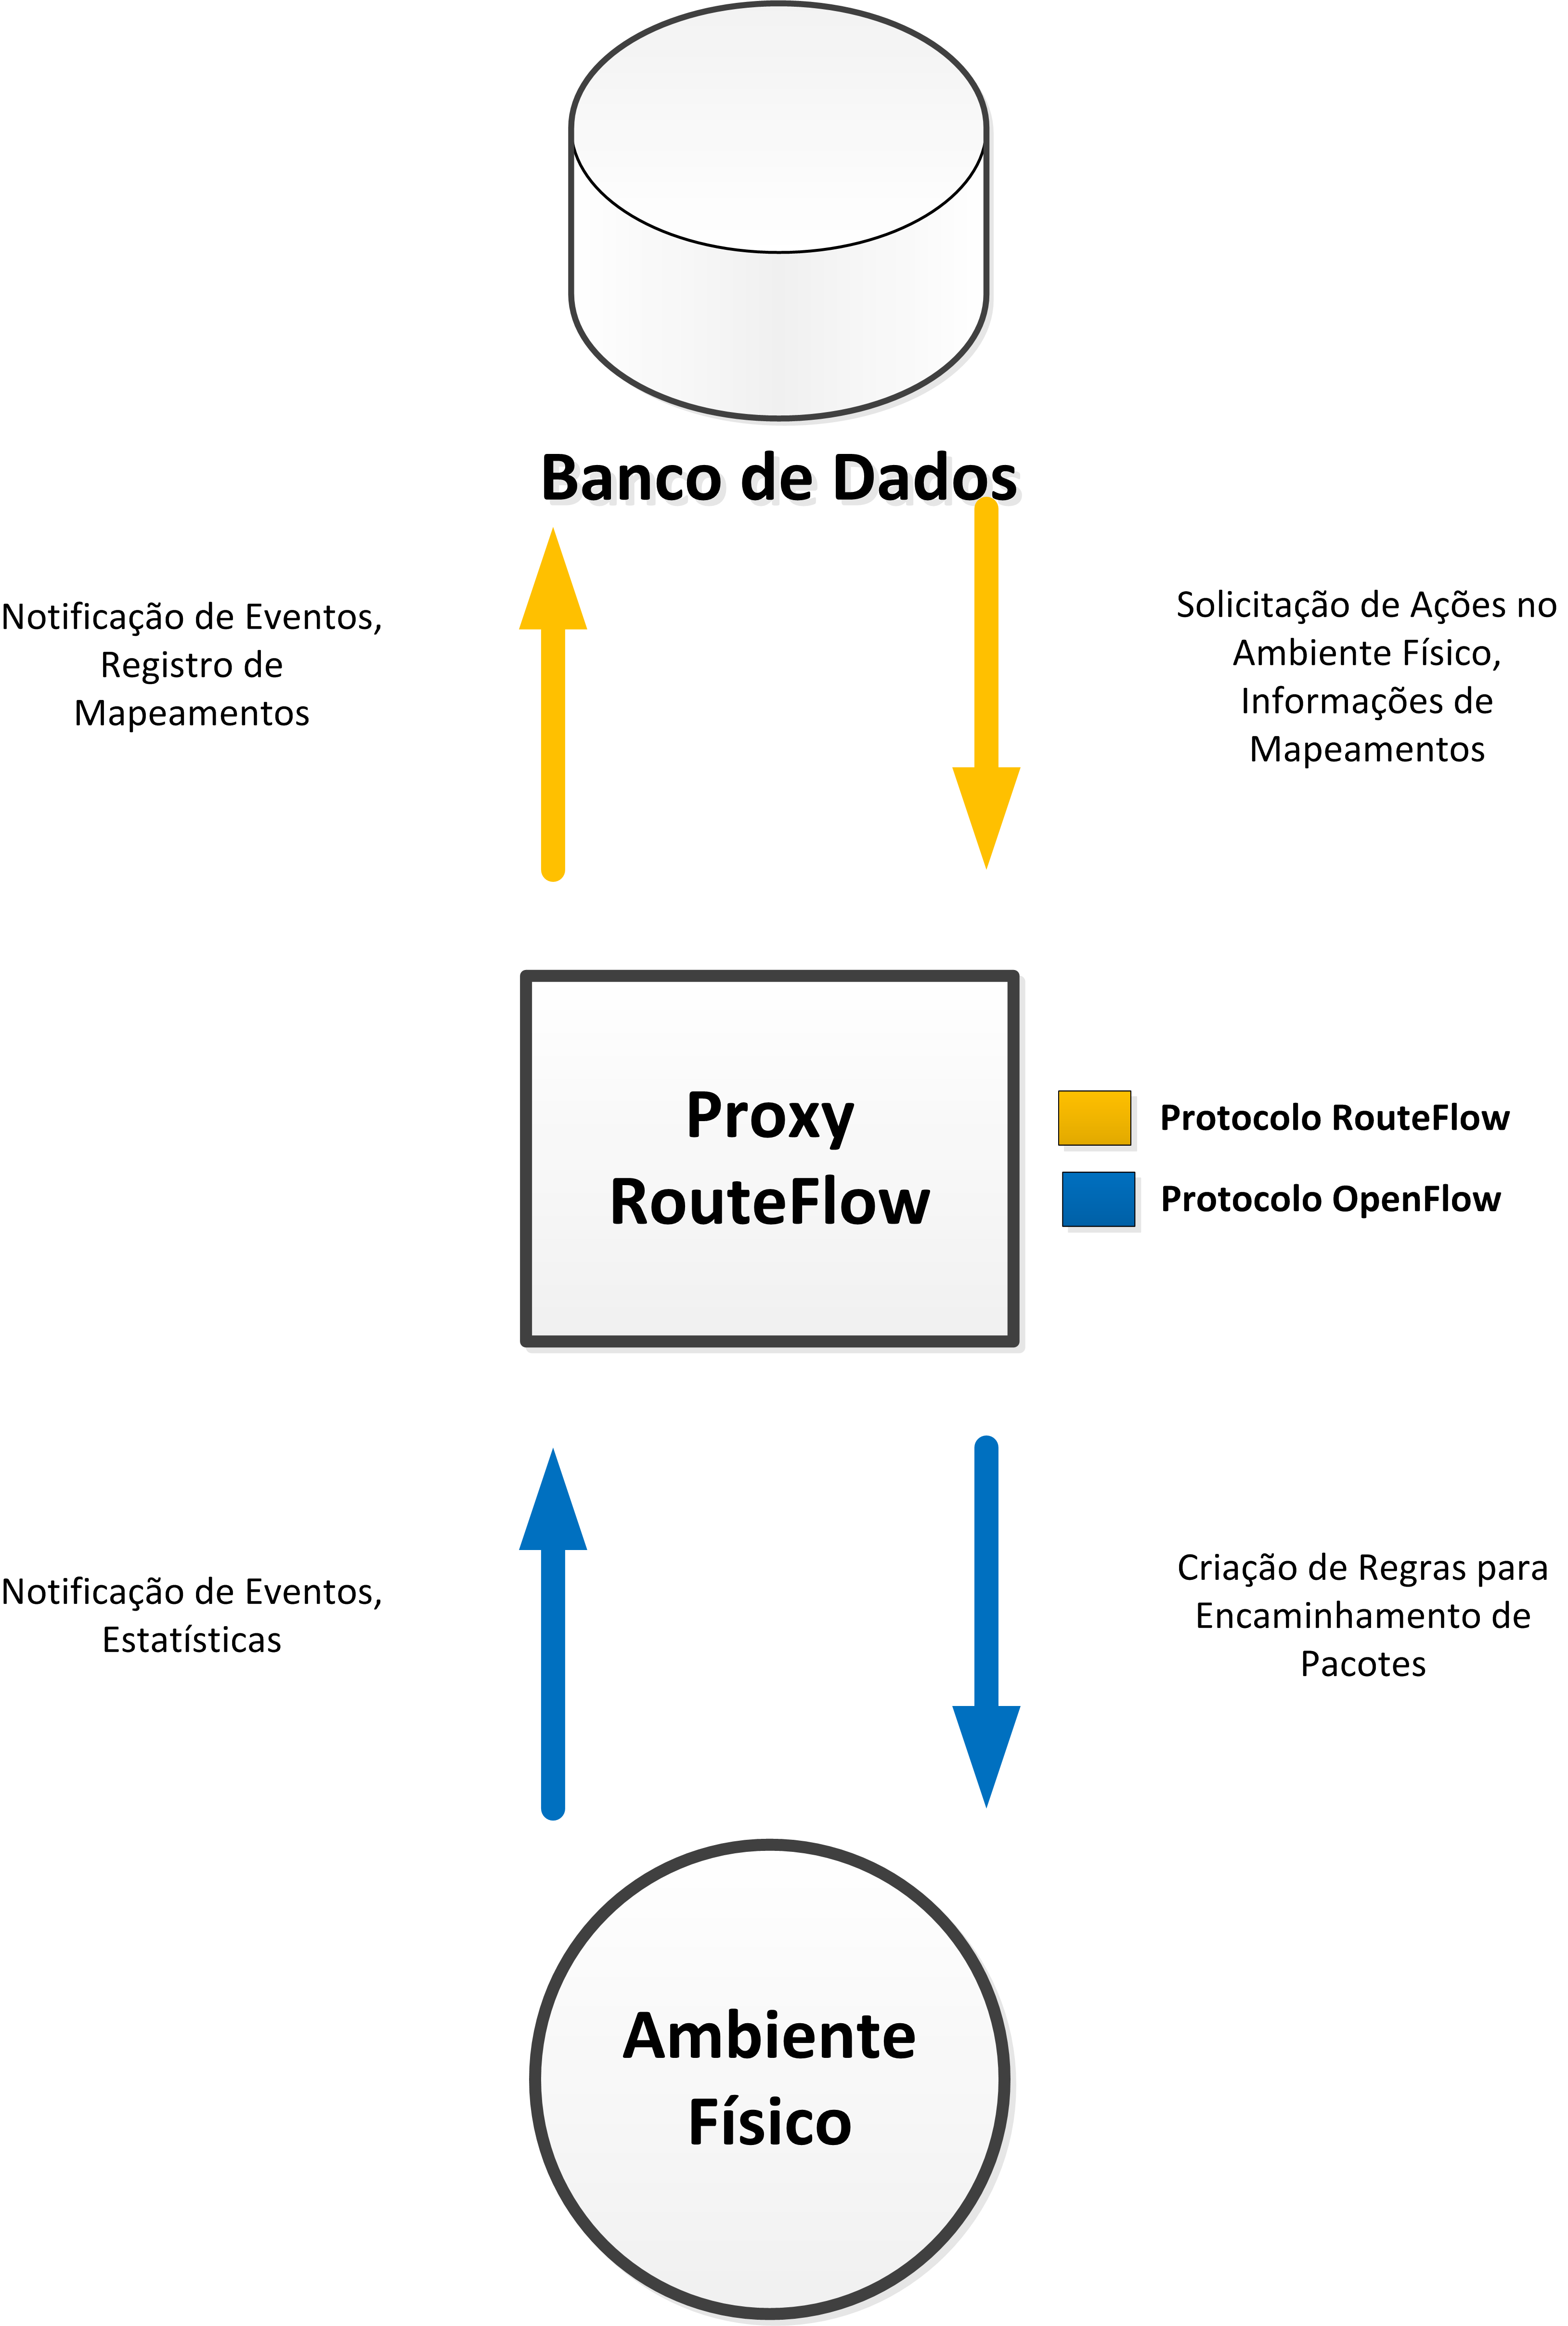 Banco de Dados
Notificação de Eventos,
Registro de
Mapeamentos
Solicitação de Ações no
Ambiente Físico,
Informações de
Mapeamentos
Proxy
RouteFlow
Protocolo RouteFlow
Protocolo OpenFlow
Notificação de Eventos,
Estatísticas
Criação de Regras para
Encaminhamento de
Pacotes
Ambiente
Físico